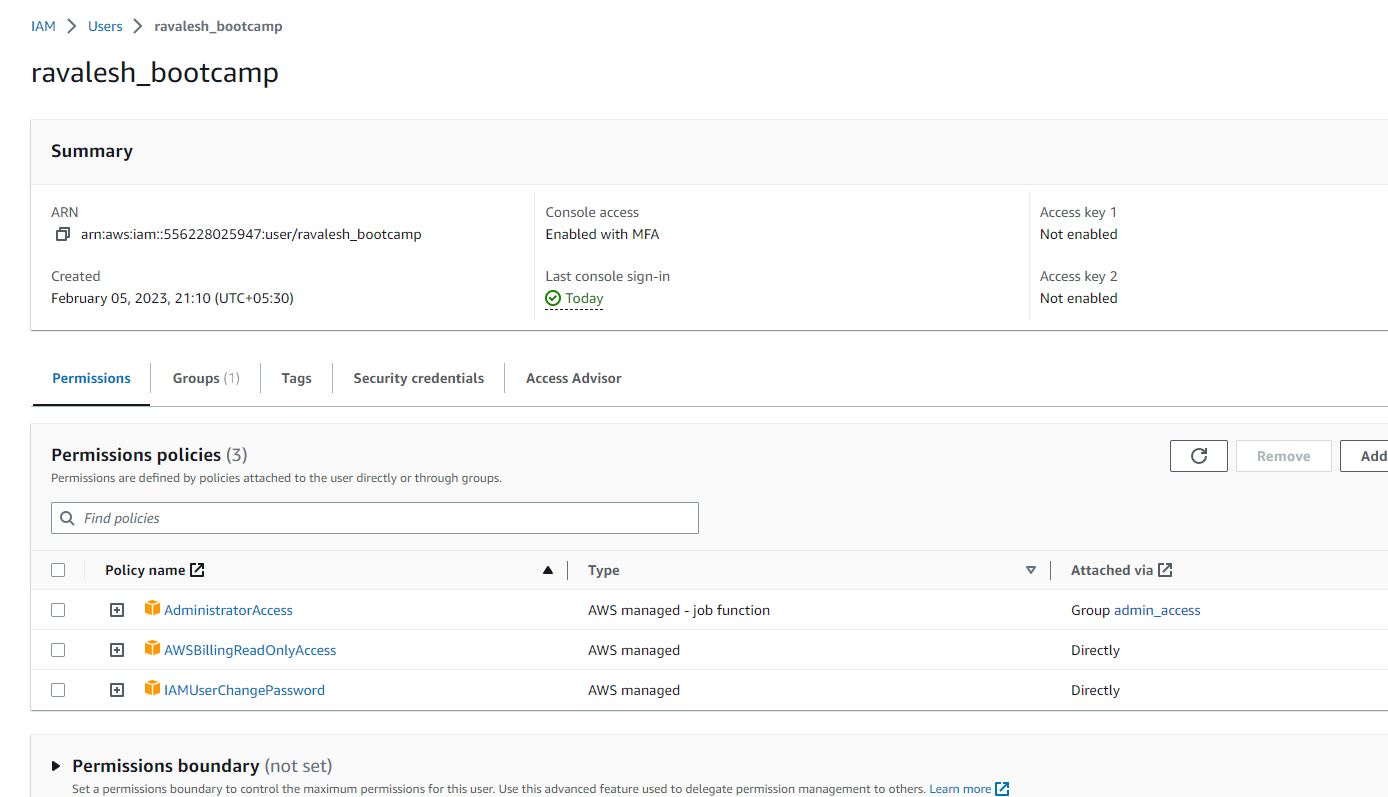 IAM > Users > ravalesh_bootcamp
ravalesh_bootcamp
Summary
ARN
arn:aws:iam::556228025947:user/ravalesh_bootcamp
Created
February 05, 2023, 21:10 (UTC+05:30)
Console access
Enabled with MFA
Last console sign-in
Today
Access key 1
Not enabled
Access key 2
Not enabled
Permissions Groups (1) Tags Security credentials Access Advisor
Permissions policies (3)
Permissions are defined by policies attached to the user directly or through groups.
Remove Add
Find policies
Policy name Type Attached via
AdministratorAccess AWS managed - job function Group admin_access
AWSBillingReadOnlyAccess AWS managed Directly
IAMUserChangePassword AWS managed Directly
Permissions boundary (not set)
Set a permissions boundary to control the maximum permissions for this user. Use this advanced feature used to delegate permission management to others. Learn more